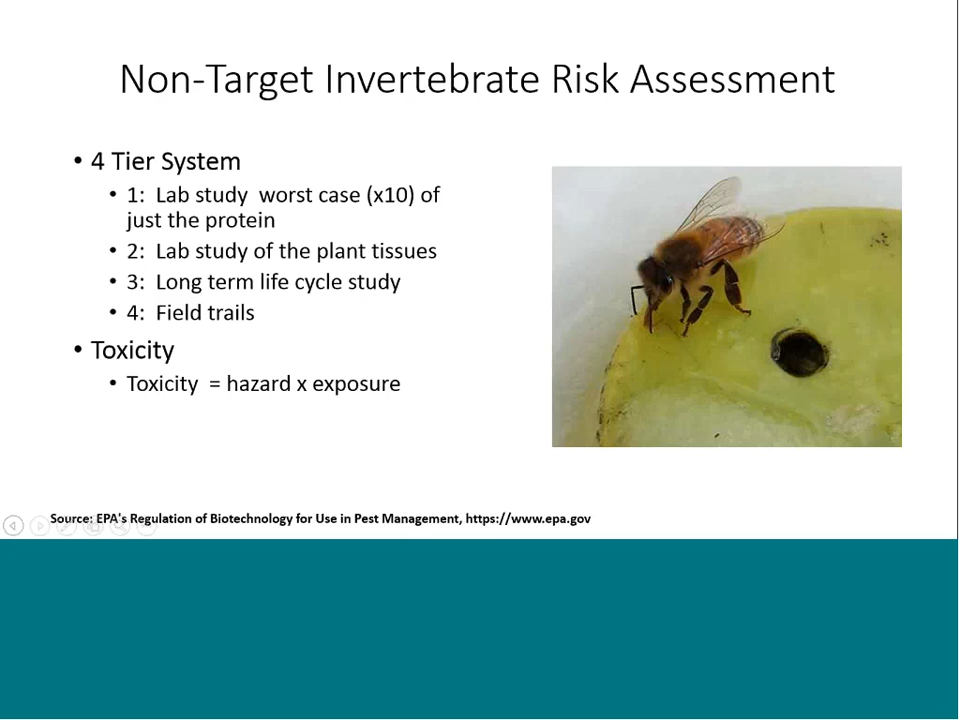 Non-Target Invertebrate Risk Assessment
• 4 Tier System
• 1: Lab study worst case (x10) of
just the protein
• 2: Lab study of the plant tissues
• 3: Long term life cycle study
• 4: Field trails
• Toxicity
• Toxicity = hazard x exposure
Source: EPA's Regulation of Biotechnology for Use in Pest Management, https://www.epa.gov